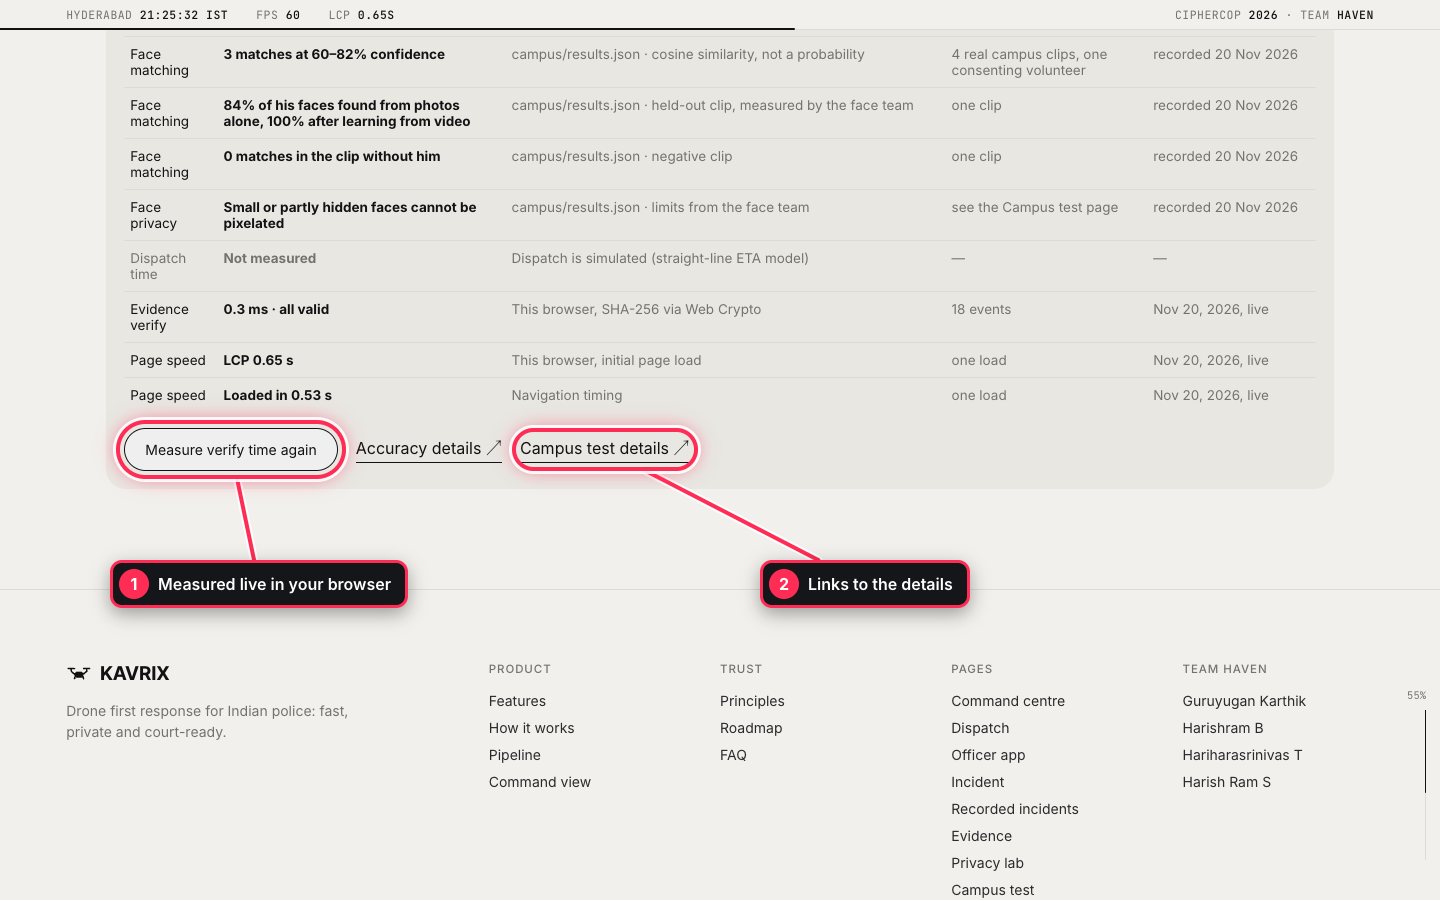 HYDERABAD 21:25:32 IST FPS 60 LCP 0.65S CIPHERCOP 2026 · TEAM HAVEN
Face matching 3 matches at 60–82% confidence campus/results.json · cosine similarity, not a probability 4 real campus clips, one consenting volunteer recorded 20 Nov 2026
Face matching 84% of his faces found from photos alone, 100% after learning from video campus/results.json · held-out clip, measured by the face team one clip recorded 20 Nov 2026
Face matching 0 matches in the clip without him campus/results.json · negative clip one clip recorded 20 Nov 2026
Face privacy Small or partly hidden faces cannot be pixelated campus/results.json · limits from the face team see the Campus test page recorded 20 Nov 2026
Dispatch time Not measured Dispatch is simulated (straight-line ETA model) — —
Evidence verify 0.3 ms · all valid This browser, SHA-256 via Web Crypto 18 events Nov 20, 2026, live
Page speed LCP 0.65 s This browser, initial page load one load Nov 20, 2026, live
Page speed Loaded in 0.53 s Navigation timing one load Nov 20, 2026, live
Measure verify time again Accuracy details ↗ Campus test details ↗
1 Measured live in your browser
2 Links to the details
KAVRIX
Drone first response for Indian police: fast,
private and court-ready.
PRODUCT
Features
How it works
Pipeline
Command view
TRUST
Principles
Roadmap
FAQ
PAGES
Command centre
Dispatch
Officer app
Incident
Recorded incidents
Evidence
Privacy lab
Campus test
TEAM HAVEN
Guruyugan Karthik
Harishram B
Hariharasrinivas T
Harish Ram S
55%